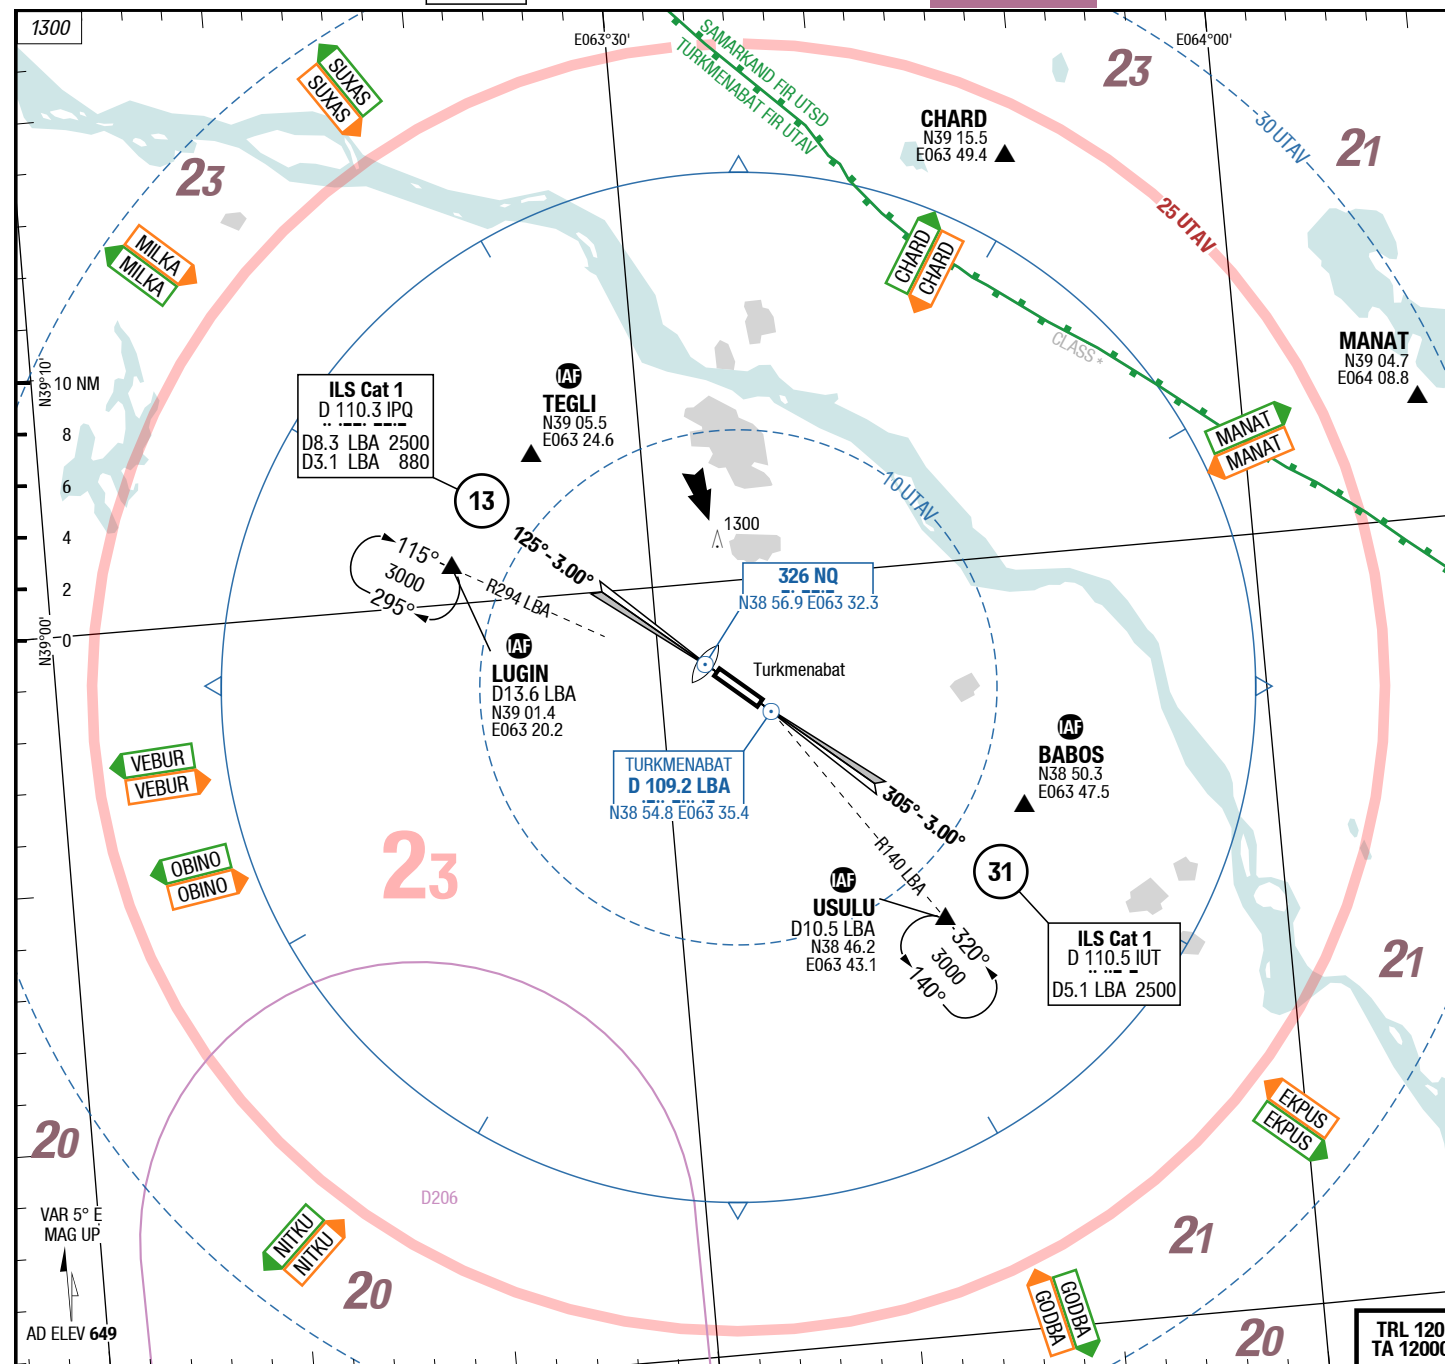 1300
E063°30'
E064°00'
SAMARKAND FIR UTSD
TURKMENABAT FIR UTAV
23
30 UTAV
21
SUXAS
SUXAS
CHARD
N39 15.5
E063 49.4
23
25 UTAV
MILKA
MILKA
CHARD
CHARD
CLASS *
MANAT
N39 04.7
E064 08.8
N39°10'
10 NM
8
6
4
2
0
N39°00'
ILS Cat 1
D 110.3 IPQ
D8.3 LBA 2500
D3.1 LBA 880
13
IAF
TEGLI
N39 05.5
E063 24.6
MANAT
MANAT
10 UTAV
1300
125°-3.00°
115°
3000
295°
R294 LBA
326 NQ
N38 56.9 E063 32.3
IAF
LUGIN
D13.6 LBA
N39 01.4
E063 20.2
Turkmenabat
VEBUR
VEBUR
TURKMENABAT
D 109.2 LBA
N38 54.8 E063 35.4
IAF
BABOS
N38 50.3
E063 47.5
305°-3.00°
OBINO
OBINO
23
R140 LBA
31
IAF
USULU
D10.5 LBA
N38 46.2
E063 43.1
320°
3000
140°
ILS Cat 1
D 110.5 IUT
D5.1 LBA 2500
21
EKPUS
EKPUS
20
D206
VAR 5° E
MAG UP
NITKU
NITKU
21
20
GODBA
GODBA
AD ELEV 649
20
TRL 120
TA 12000